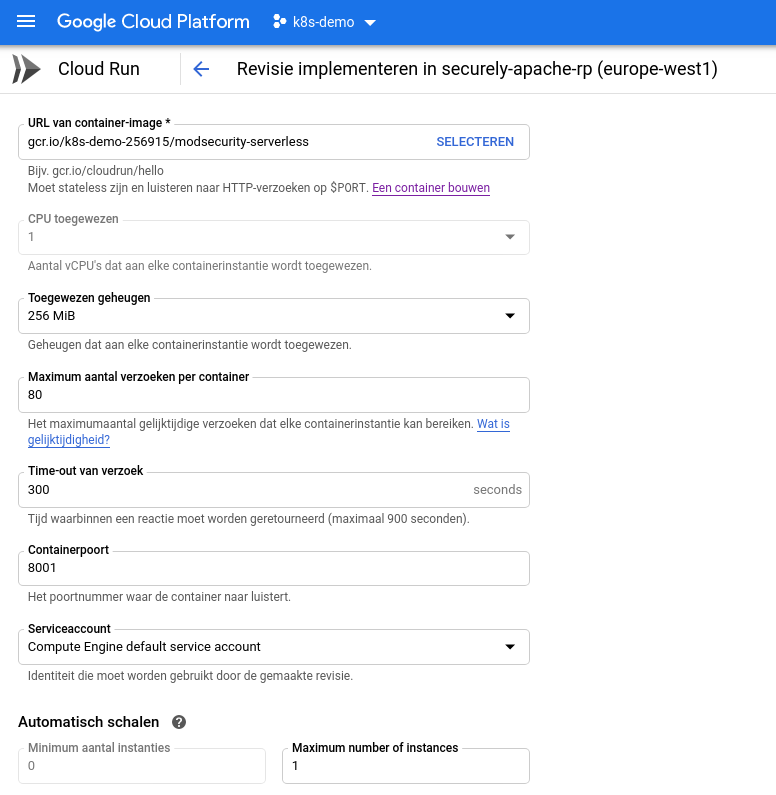 Google Cloud Platform k8s-demo
Cloud Run Revisie implementeren in securely-apache-rp (europe-west1)
URL van container-image *
gcr.io/k8s-demo-256915/modsecurity-serverless SELECTEREN
Bijv. gcr.io/cloudrun/hello
Moet stateless zijn en luisteren naar HTTP-verzoeken op $PORT. Een container bouwen
CPU toegewezen
1
Aantal vCPU's dat aan elke containerinstantie wordt toegewezen.
Toegewezen geheugen
256 MiB
Geheugen dat aan elke containerinstantie wordt toegewezen.
Maximum aantal verzoeken per container
80
Het maximumaantal gelijktijdige verzoeken dat elke containerinstantie kan bereiken. Wat is
gelijktijdigheid?
Time-out van verzoek
300 seconds
Tijd waarbinnen een reactie moet worden geretourneerd (maximaal 900 seconden).
Containerpoort
8001
Het poortnummer waar de container naar luistert.
Serviceaccount
Compute Engine default service account
Identiteit die moet worden gebruikt door de gemaakte revisie.
Automatisch schalen ?
Minimum aantal instanties Maximum number of instances
0 1